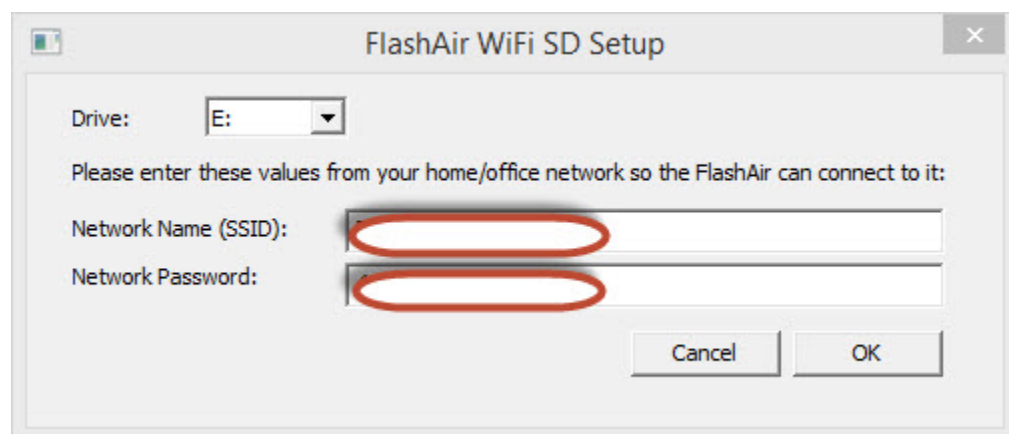 FlashAir WiFi SD Setup
Drive: E:
Please enter these values from your home/office network so the FlashAir can connect to it:
Network Name (SSID):
Network Password:
Cancel OK